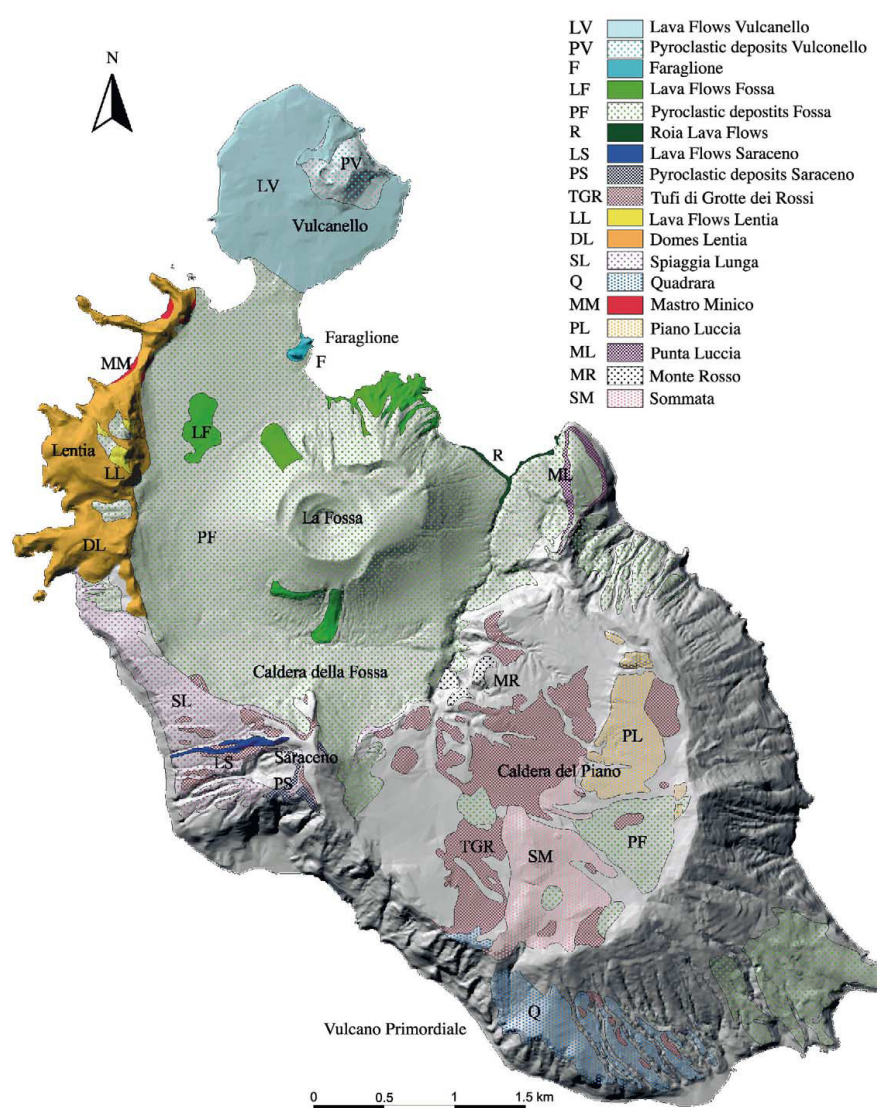 N
LV Lava Flows Vulcanello
PV Pyroclastic deposits Vulconello
F Faraglione
LF Lava Flows Fossa
PF Pyroclastic depostits Fossa
R Roia Lava Flows
LS Lava Flows Saraceno
PS Pyroclastic deposits Saraceno
TGR Tufi di Grotte dei Rossi
LL Lava Flows Lentia
DL Domes Lentia
SL Spiaggia Lunga
Q Quadrara
MM Mastro Minico
PL Piano Luccia
ML Punta Luccia
MR Monte Rosso
SM Sommata
PV
LV
Vulcanello
Faraglione
F
MM
LF
Lentia
R
LL
ML
La Fossa
PF
DL
Caldera della Fossa
MR
SL
PL
LS
Saraceno
Caldera del Piano
PS
TGR
SM
PF
Q
Vulcano Primordiale
0 0.5 1 1.5 km